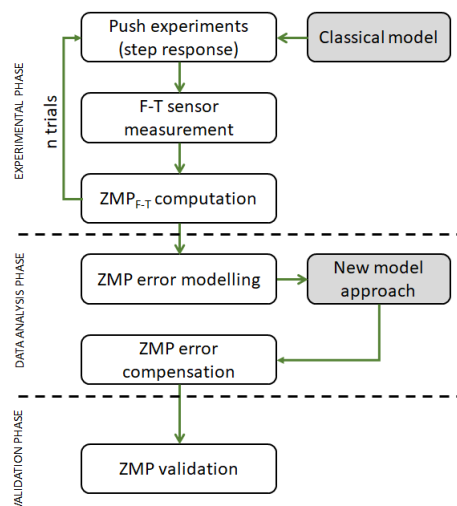 Push experiments
(step response)
Classical model
EXPERIMENTAL PHASE
n trials
F-T sensor
measurement
ZMP_F-T computation
DATA ANALYSIS PHASE
ZMP error modelling
New model
approach
ZMP error
compensation
VALIDATION PHASE
ZMP validation